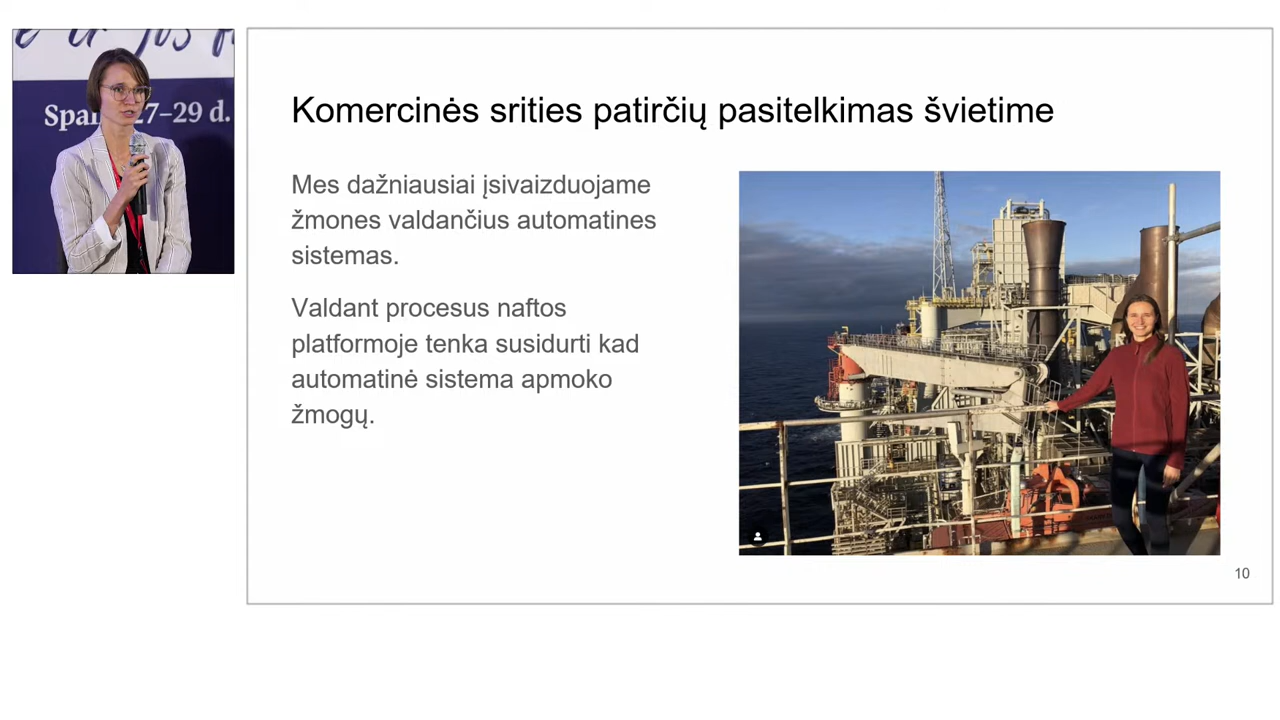 27–29 d.
Komercinės srities patirčių pasitelkimas švietime
Mes dažniausiai įsivaizduojame
žmones valdančius automatines
sistemas.
Valdant procesus naftos
platformoje tenka susidurti kad
automatinė sistema apmoko
žmogų.
10